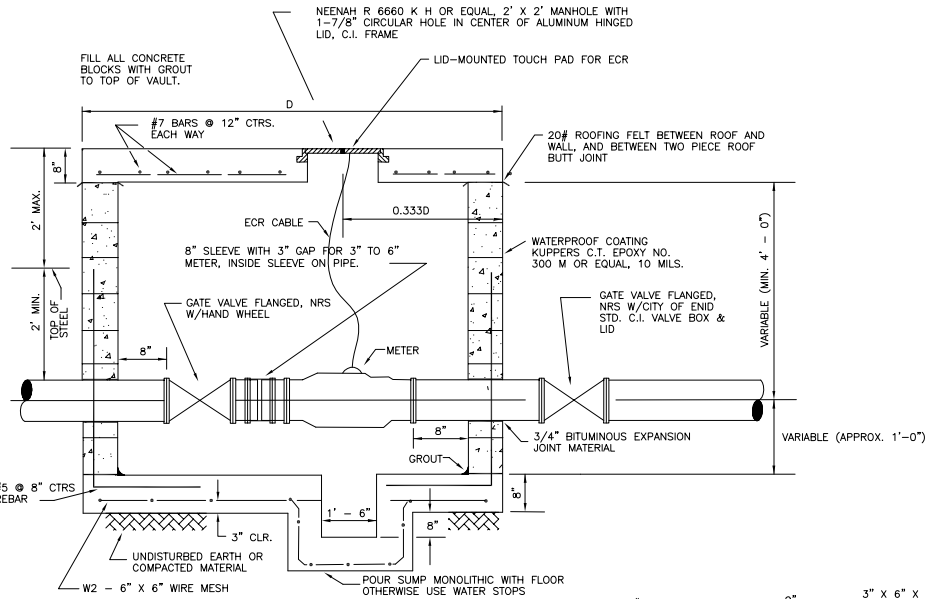 NEENAH R 6660 K H OR EQUAL, 2' X 2' MANHOLE WITH
1-7/8" CIRCULAR HOLE IN CENTER OF ALUMINUM HINGED
LID, C.I. FRAME
FILL ALL CONCRETE
BLOCKS WITH GROUT
TO TOP OF VAULT.
LID-MOUNTED TOUCH PAD FOR ECR
D
#7 BARS @ 12" CTRS.
EACH WAY
20# ROOFING FELT BETWEEN ROOF AND
WALL, AND BETWEEN TWO PIECE ROOF
BUTT JOINT
8"
2' MAX.
0.333D
ECR CABLE
8" SLEEVE WITH 3" GAP FOR 3" TO 6"
METER, INSIDE SLEEVE ON PIPE.
WATERPROOF COATING
KUPPERS C.T. EPOXY NO.
300 M OR EQUAL, 10 MILS.
VARIABLE (MIN. 4' - 0")
2' MIN.
TOP OF
STEEL
GATE VALVE FLANGED, NRS
W/HAND WHEEL
GATE VALVE FLANGED,
NRS W/CITY OF ENID
STD. C.I. VALVE BOX &
LID
8"
METER
8"
3/4" BITUMINOUS EXPANSION
JOINT MATERIAL
VARIABLE (APPROX. 1'-0")
GROUT
#5 @ 8" CTRS
REBAR
1' - 6"
8"
8"
3" CLR.
UNDISTURBED EARTH OR
COMPACTED MATERIAL
W2 - 6" X 6" WIRE MESH
POUR SUMP MONOLITHIC WITH FLOOR
OTHERWISE USE WATER STOPS
3" X 6" X